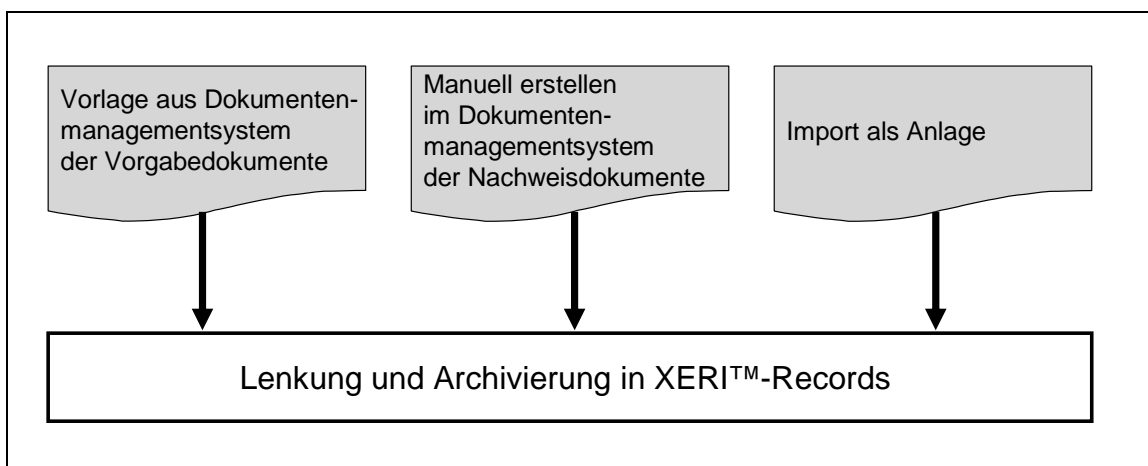 Vorlage aus Dokumenten-
managementsystem
der Vorgabedokumente
Manuell erstellen
im Dokumenten-
managementsystem
der Nachweisdokumente
Import als Anlage
Lenkung und Archivierung in XERI™-Records